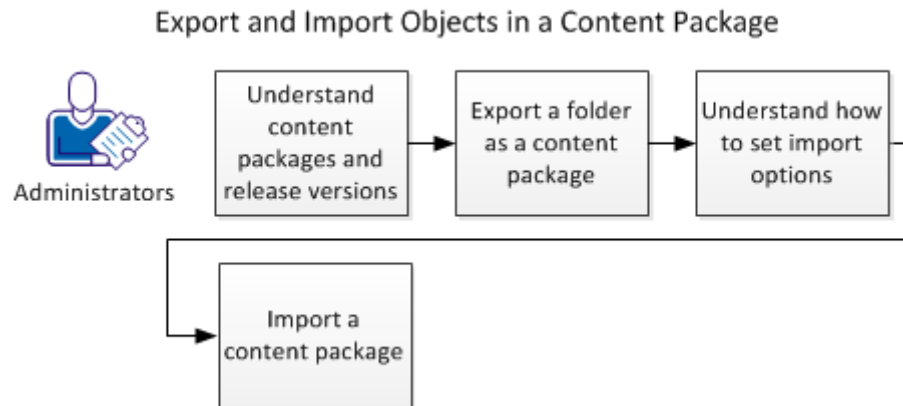 Export and Import Objects in a Content Package
Administrators
Understand
content
packages and
release versions
Export a folder
as a content
package
Understand how
to set import
options
Import a
content package